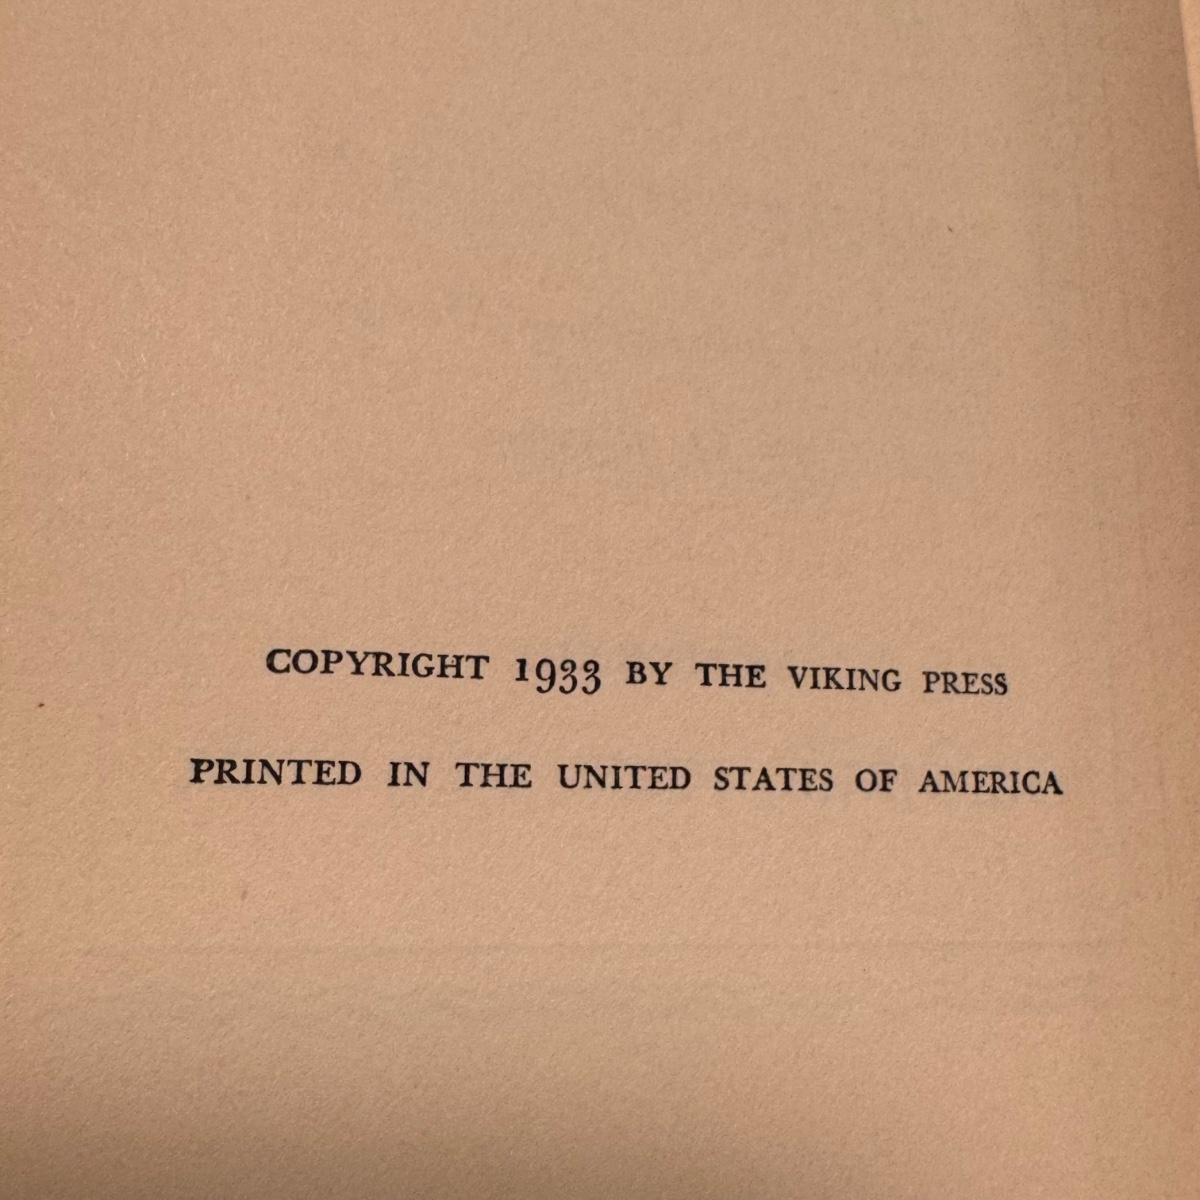 COPYRIGHT 1933 BY THE VIKING PRESS
PRINTED IN THE UNITED STATES OF AMERICA